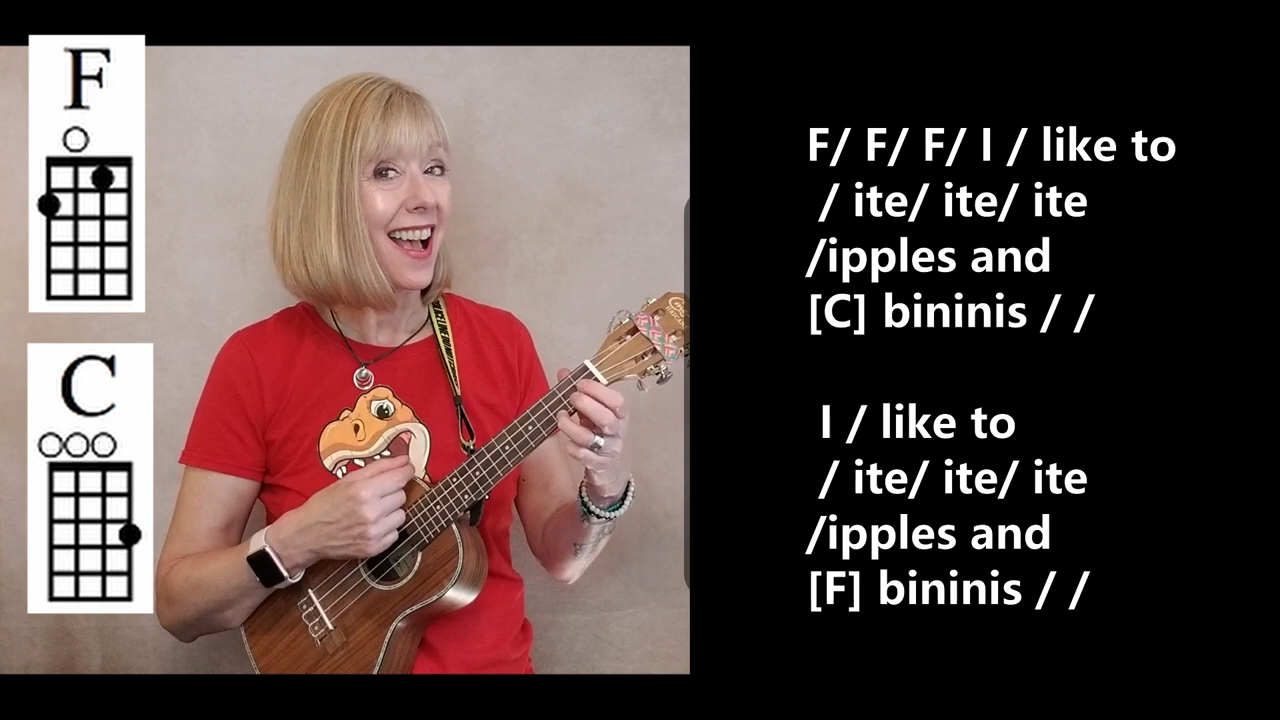 F
C
F/ F/ F/ I / like to
/ ite/ ite/ ite
/ipples and
[C] bininis / /
I / like to
/ ite/ ite/ ite
/ipples and
[F] bininis / /